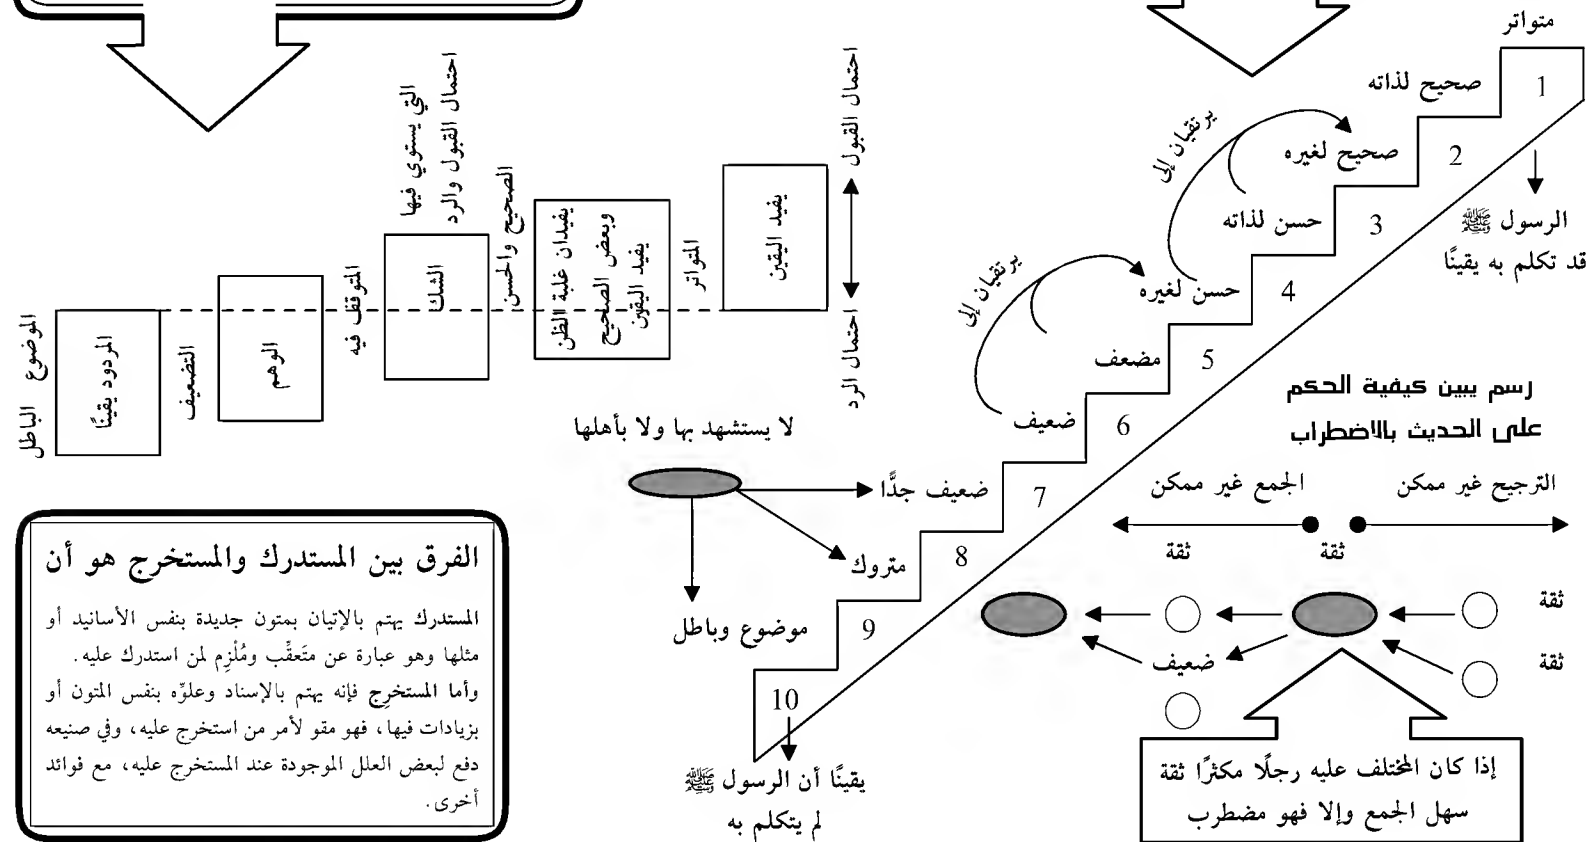 متواتر
1
صحيح لذاته
2
صحيح لغيره
يرتقيان إلى
3
حسن لذاته
4
حسن لغيره
يرتقيان إلى
5
مضعف
6
ضعيف
7
ضعيف جدًّا
8
متروك
9
موضوع وباطل
10
الرسول ﷺ
قد تكلم به يقينًا
يقينًا أن الرسول ﷺ
لم يتكلم به
لا يستشهد بها ولا بأهلها
احتمال القبول
احتمال الرد
يفيد اليقين
المتواتر
يفيدان غلبة الظن
وبعض الصحيح
يفيد اليقين
الصحيح والحسن
التي يستوي فيها
احتمال القبول والرد
الشك
المتوقف فيه
الوهم
التضعيف
المردود يقينًا
الموضوع الباطل
رسم يبين كيفية الحكم
على الحديث بالاضطراب
الترجيح غير ممكن
الجمع غير ممكن
ثقة
ثقة
ثقة
ثقة
ضعيف
إذا كان المختلف عليه رجلًا مكثرًا ثقة
سهل الجمع وإلا فهو مضطرب
الفرق بين المستدرك والمستخرج هو أن
المستدرك يهتم بالإتيان بمتون جديدة بنفس الأسانيد أو
مثلها وهو عبارة عن متَعقِّب ومُلْزِم لمن استدرك عليه.
وأما المستخرِج فإنه يهتم بالإسناد وعلوِّه بنفس المتون أو
بزيادات فيها، فهو مقو لأمر من استخرج عليه، وفي صنيعه
دفع لبعض العلل الموجودة عند المستخرج عليه، مع فوائد
أخرى.